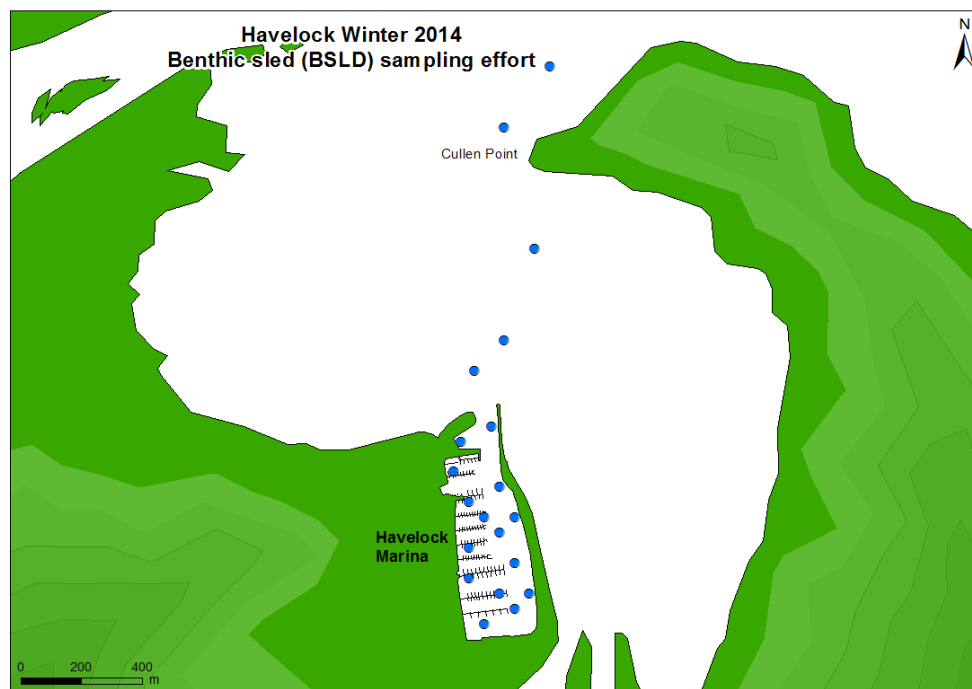 Havelock Winter 2014
Benthic sled (BSLD) sampling effort
N
Cullen Point
Havelock
Marina
0 200 400
m